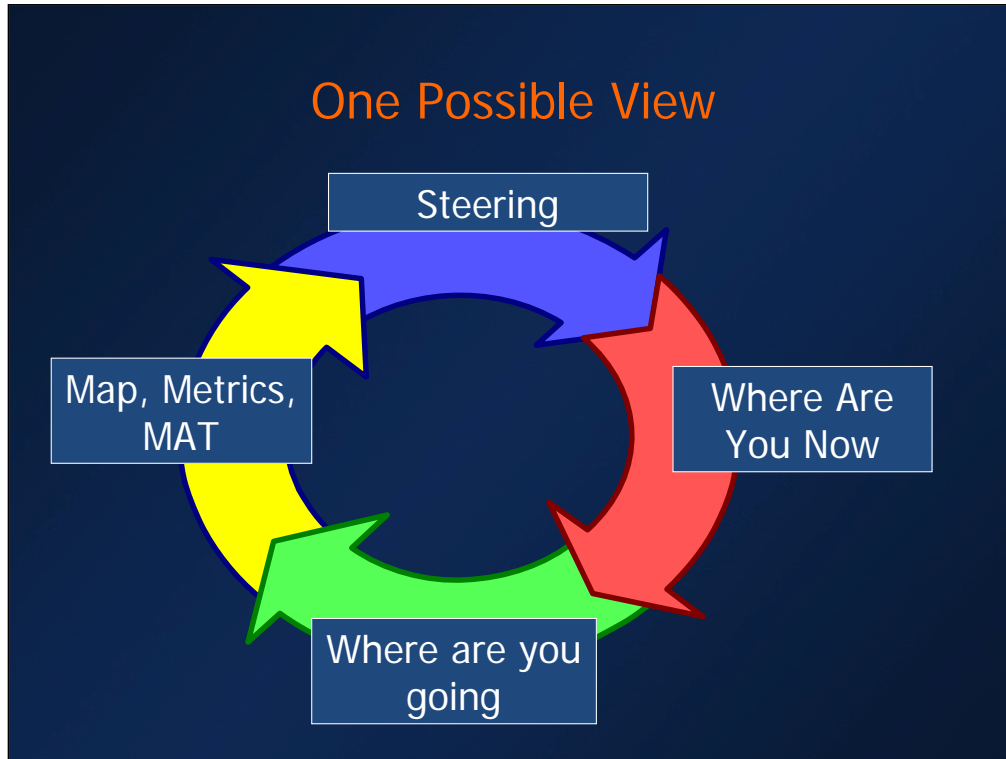 One Possible View
Steering
Map, Metrics,
MAT
Where Are
You Now
Where are you
going